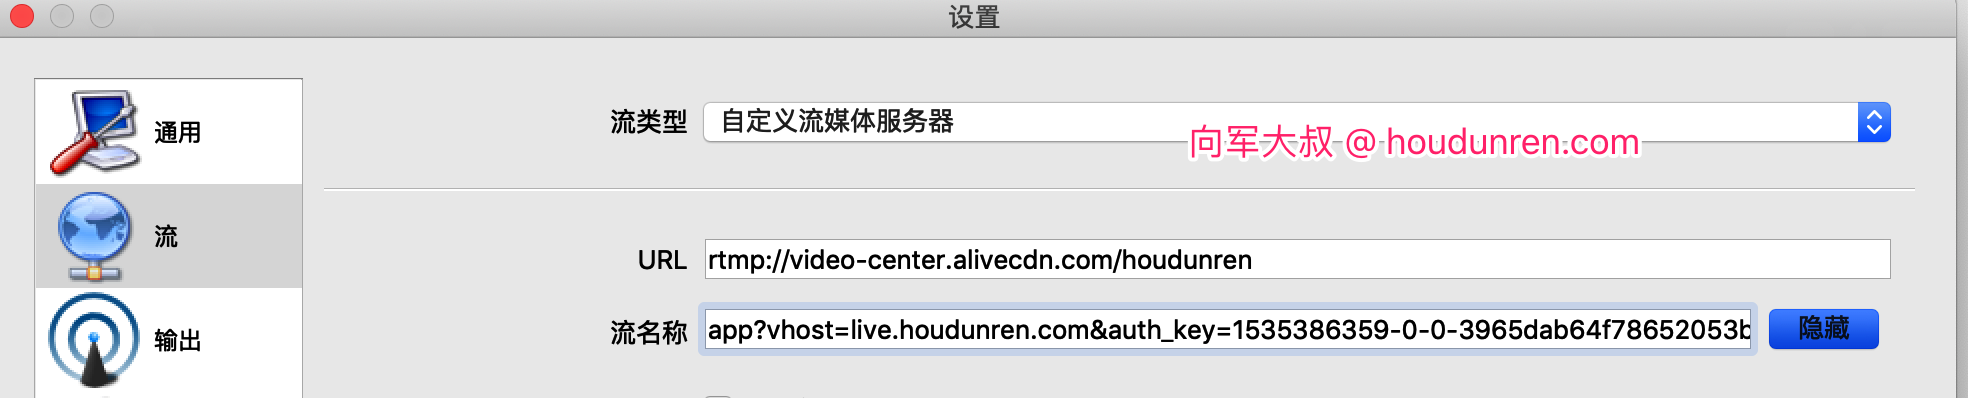 设置
通用
流
输出
流类型
自定义流媒体服务器
向军大叔 @ houdunren.com
URL
rtmp://video-center.alivecdn.com/houdunren
流名称
app?vhost=live.houdunren.com&auth_key=1535386359-0-0-3965dab64f78652053b
隐藏